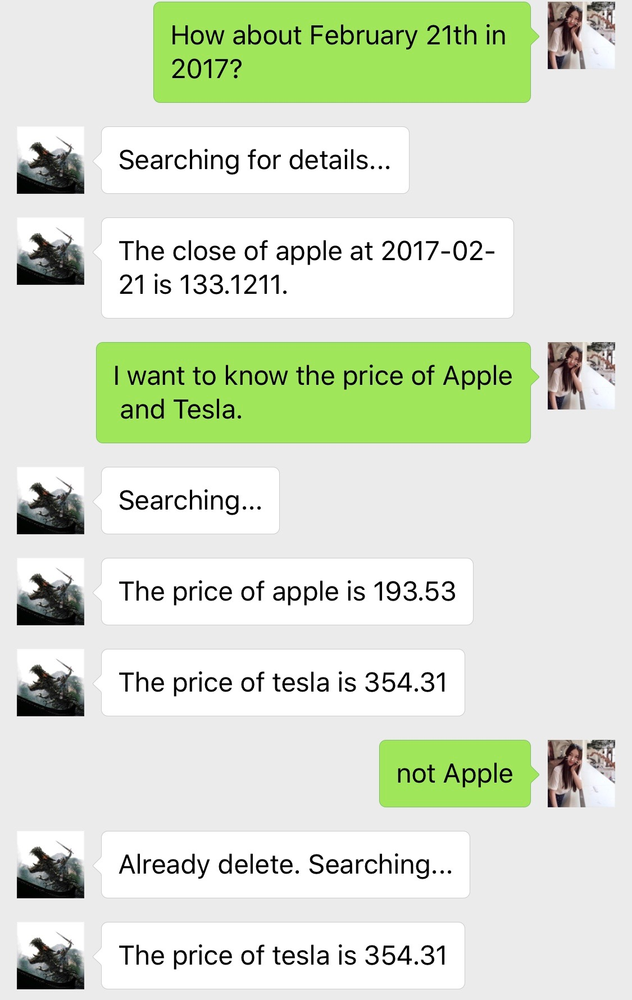 How about February 21th in
2017?
Searching for details...
The close of apple at 2017-02-
21 is 133.1211.
I want to know the price of Apple
and Tesla.
Searching...
The price of apple is 193.53
The price of tesla is 354.31
not Apple
Already delete. Searching...
The price of tesla is 354.31